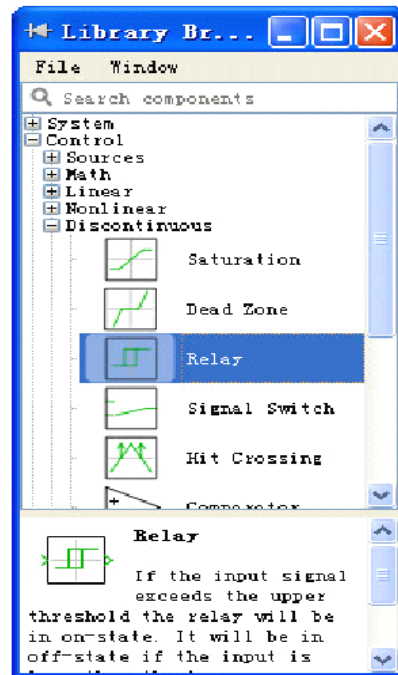 Library Br...
File Window
Search components
System
Control
Sources
Math
Linear
Nonlinear
Discontinuous
Saturation
Dead Zone
Relay
Signal Switch
Hit Crossing
Comparator
Relay
If the input signal
exceeds the upper
threshold the relay will be
in on-state. It will be in
off-state if the input is